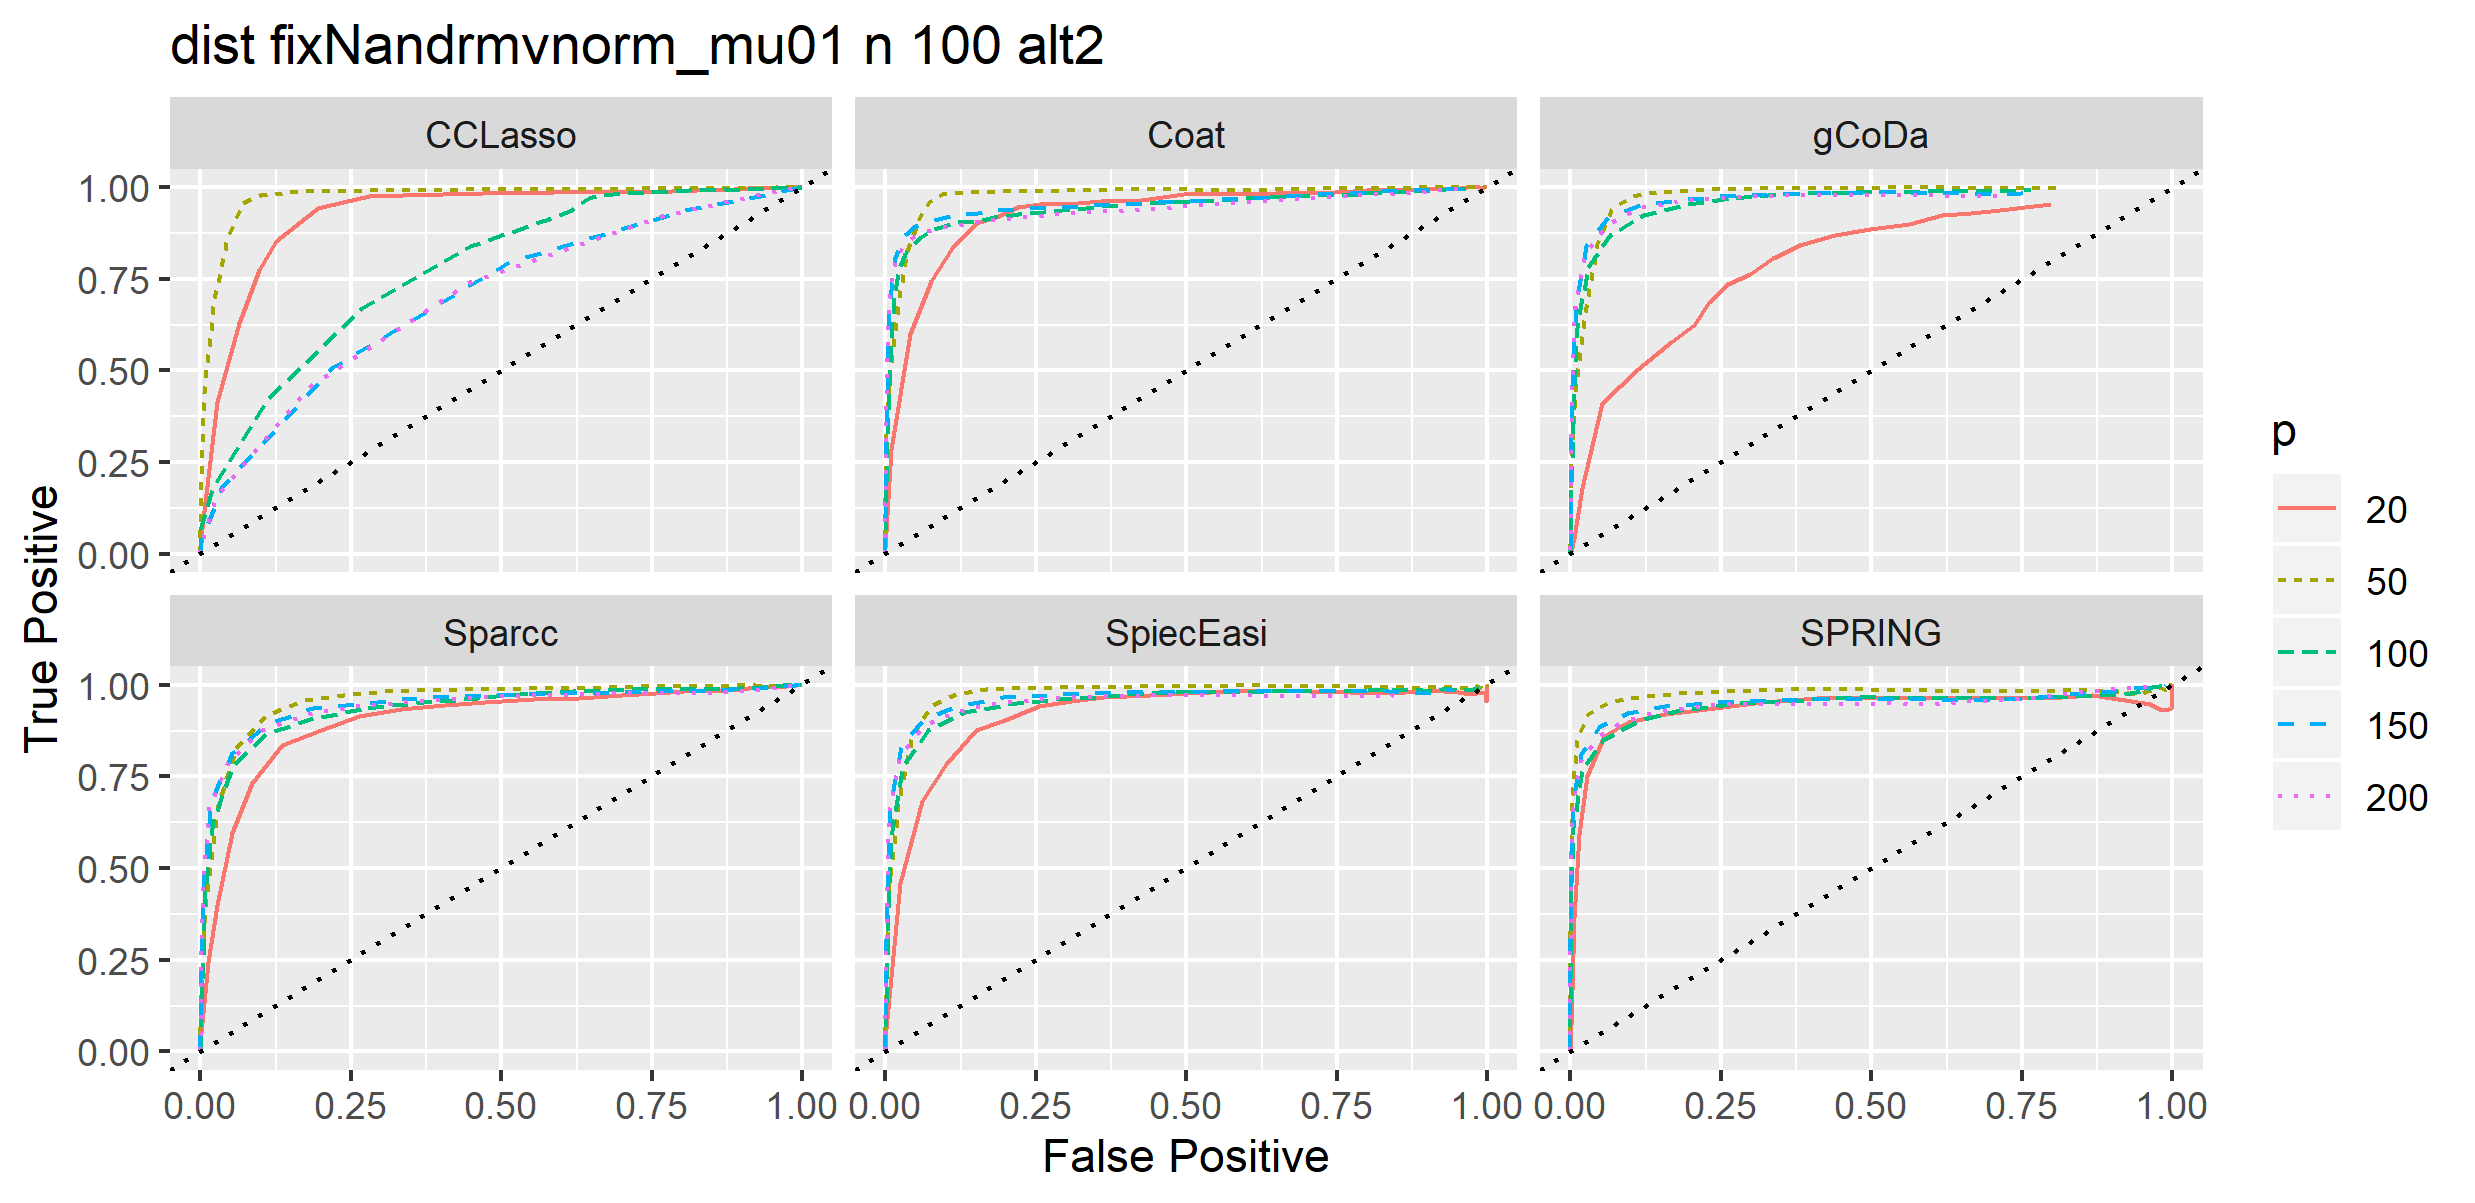 dist fixNandrmvnorm_mu01 n 100 alt2
CCLasso
Coat
gCoDa
1.00
0.75
0.50
0.25
0.00
Sparcc
SpiecEasi
SPRING
1.00
0.75
0.50
0.25
0.00
0.00 0.25 0.50 0.75 1.00
0.00 0.25 0.50 0.75 1.00
0.00 0.25 0.50 0.75 1.00
True Positive
False Positive
p
20
50
100
150
200